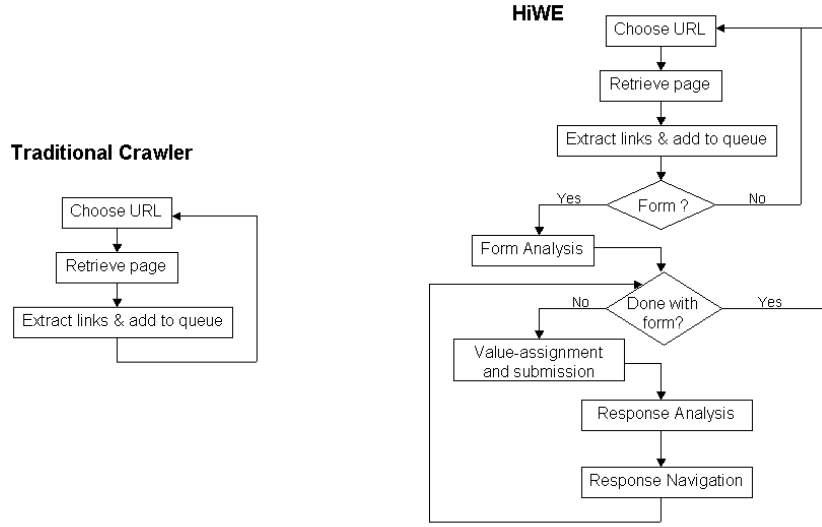 Traditional Crawler
Choose URL
Retrieve page
Extract links & add to queue
HiWE
Choose URL
Retrieve page
Extract links & add to queue
Form ?
Yes
No
Form Analysis
Done with
form?
No
Yes
Value-assignment
and submission
Response Analysis
Response Navigation